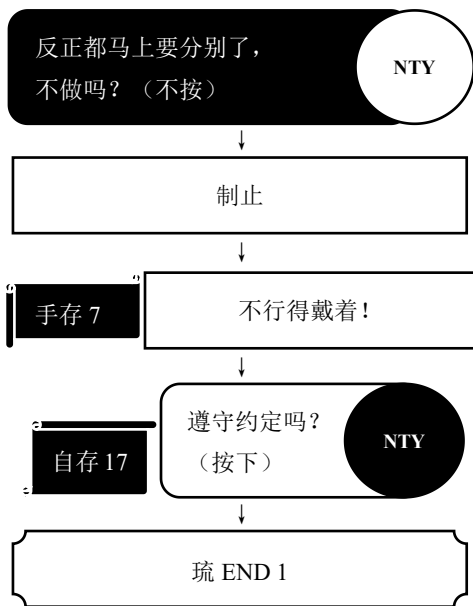 反正都马上要分别了，
不做吗？（不按）
NTY
制止
手存 7
不行得戴着！
遵守约定吗？
（按下）
NTY
自存 17
琉 END 1